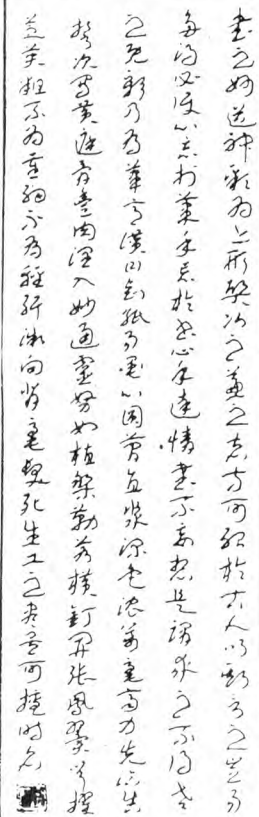 書之妙道神彩為上形質次之兼之者方可紹於古人以斯言之豈易
多得必使心忘於筆手忘於書心手達情書不妄想是謂求之不得考
之即彰乃為筆意贊曰剡紙易墨心圓管直漿深色濃萬毫齊力先臨告
誓次寫黃庭骨豐肉潤入妙通靈努如植槊勒若橫釘開張鳳翼聳擢
芝英粗不為重細不為輕纖微向背毫髮死生工之盡矣可擅時名